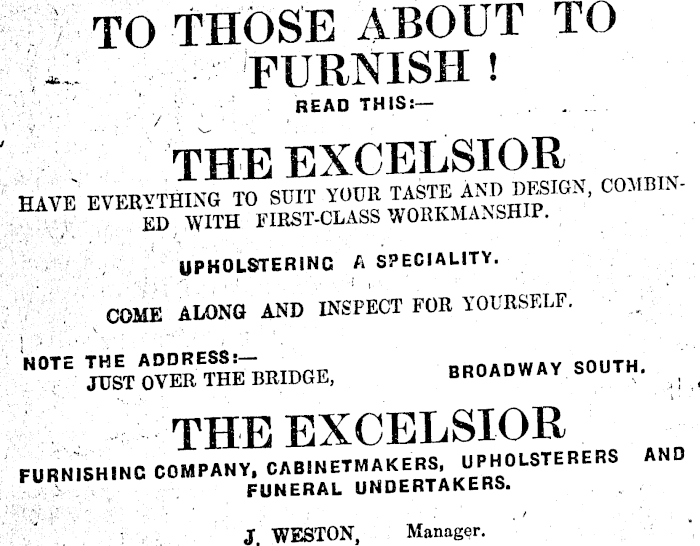 TO THOSE ABOUT TO
FURNISH!
READ THIS:—
THE EXCELSIOR
HAVE EVERYTHING TO SUIT YOUR TASTE AND DESIGN, COMBIN-
ED WITH FIRST-CLASS WORKMANSHIP.
UPHOLSTERING A SPECIALITY.
COME ALONG AND INSPECT FOR YOURSELF.
NOTE THE ADDRESS:—
JUST OVER THE BRIDGE, BROADWAY SOUTH.
THE EXCELSIOR
FURNISHING COMPANY, CABINETMAKERS, UPHOLSTERERS AND
FUNERAL UNDERTAKERS.
J. WESTON, Manager.